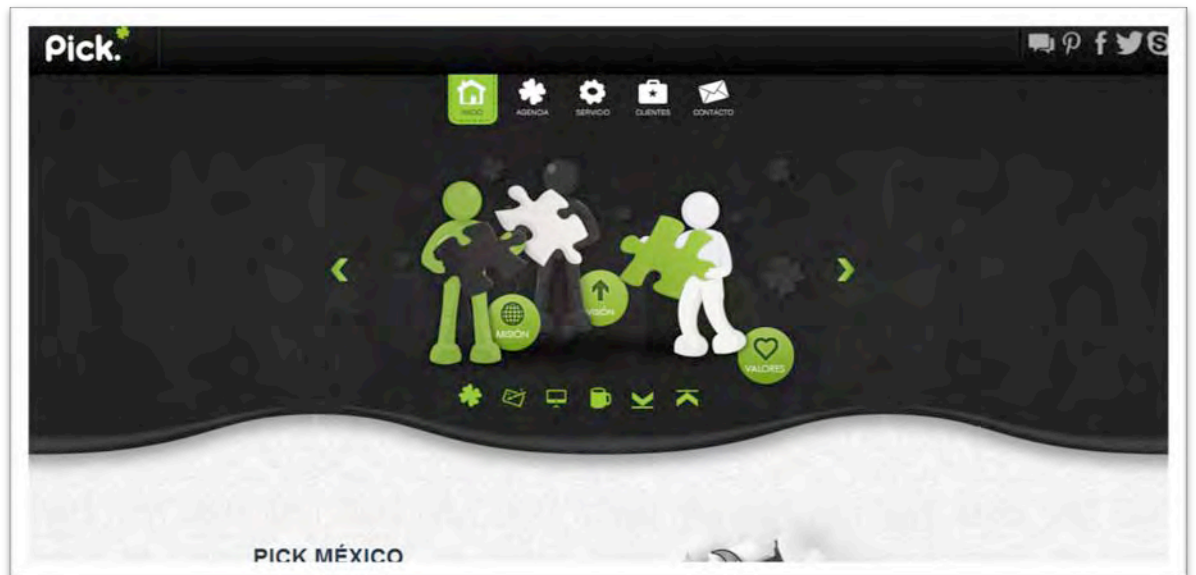 Pick.
INICIO AGENCIA SERVICIO CLIENTES CONTACTO
VISIÓN
MISIÓN
VALORES
PICK MÉXICO